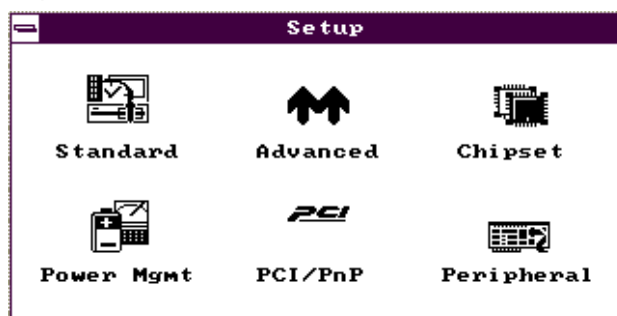 Setup
Standard Advanced Chipset
PCI
Power Mgmt PCI/PnP Peripheral